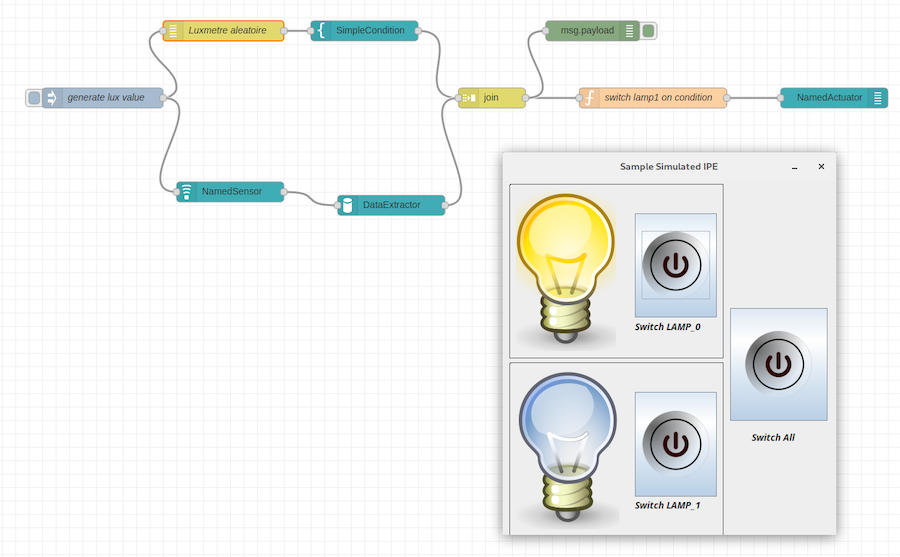 Luxmetre aleatoire
SimpleCondition
msg.payload
generate lux value
join
switch lamp1 on condition
NamedActuator
NamedSensor
DataExtractor
Sample Simulated IPE
Switch LAMP_0
Switch All
Switch LAMP_1